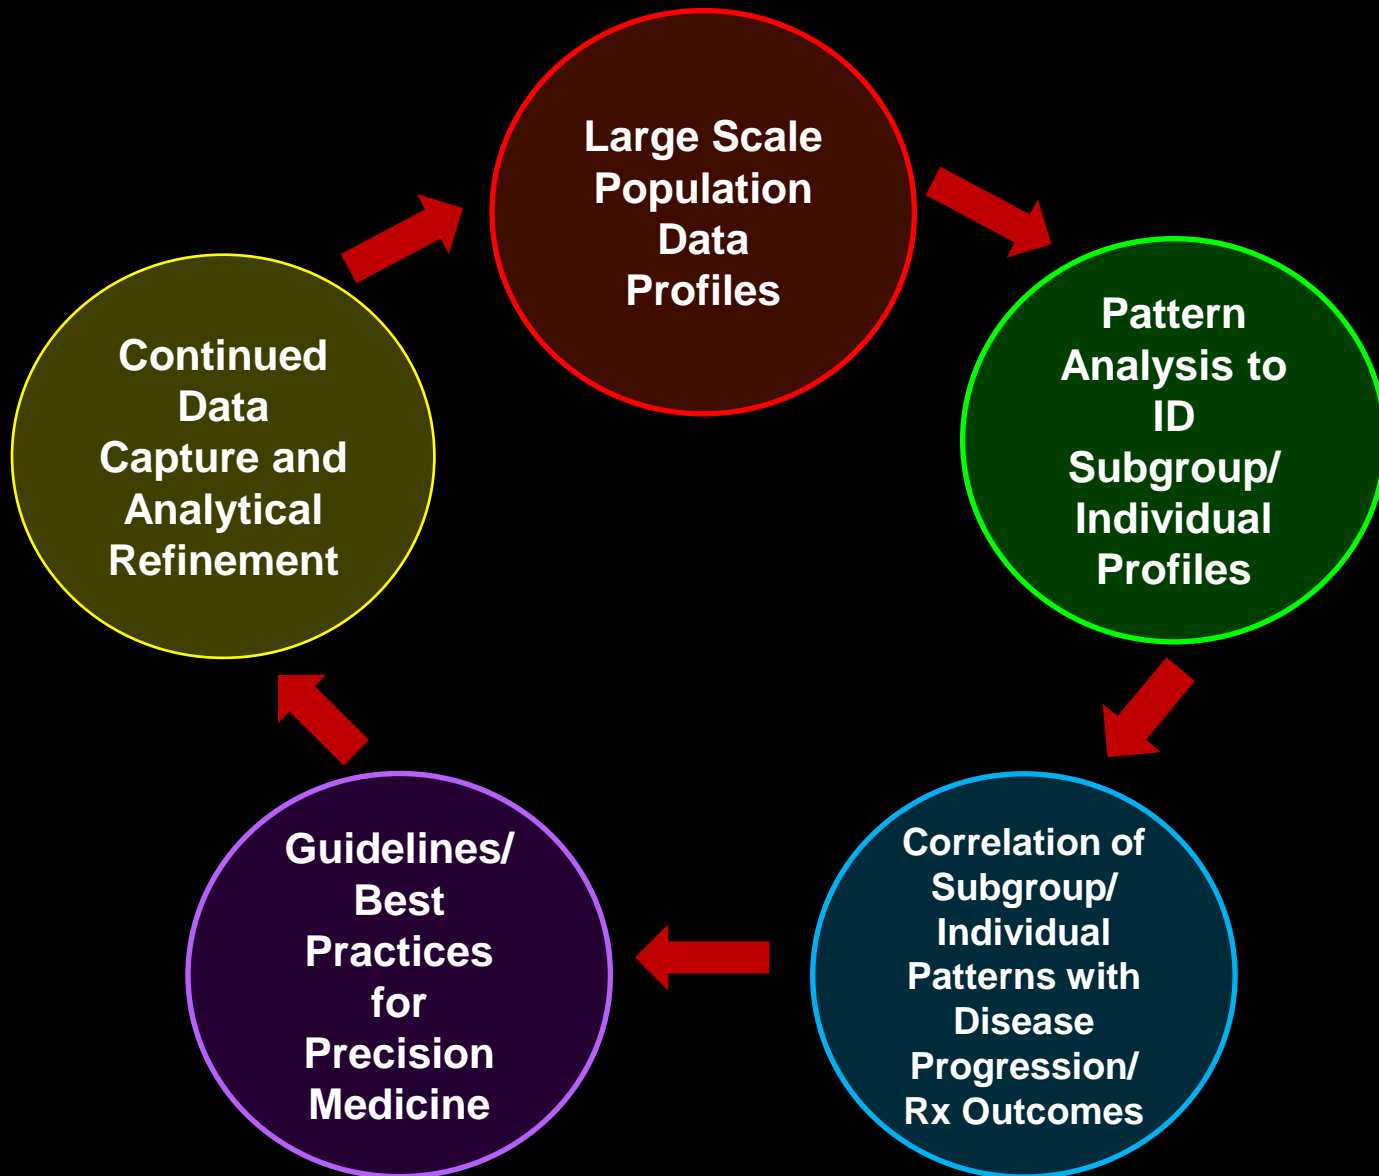 Large Scale
Population
Data
Profiles
Pattern
Analysis to
ID
Subgroup/
Individual
Profiles
Correlation of
Subgroup/
Individual
Patterns with
Disease
Progression/
Rx Outcomes
Guidelines/
Best
Practices
for
Precision
Medicine
Continued
Data
Capture and
Analytical
Refinement